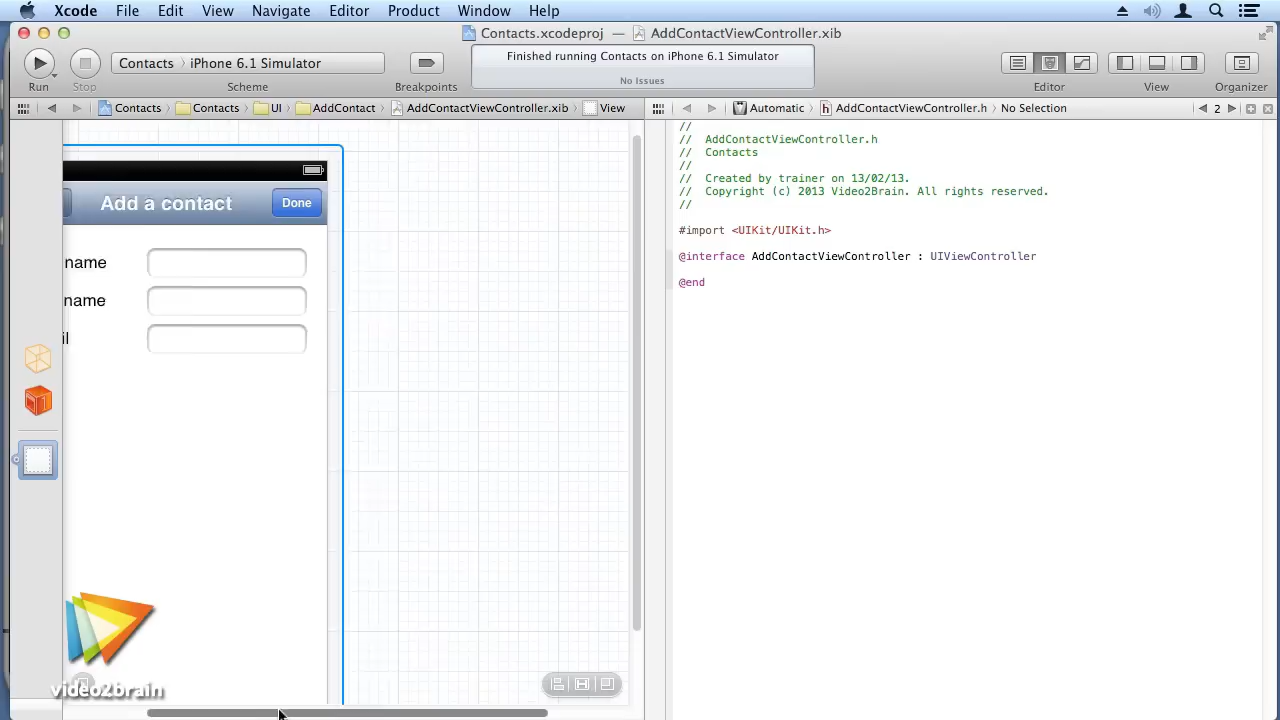 Xcode File Edit View Navigate Editor Product Window Help
Contacts.xcodeproj — AddContactViewController.xib
Contacts iPhone 6.1 Simulator
Finished running Contacts on iPhone 6.1 Simulator
No Issues
Run Stop Scheme Breakpoints Editor View Organizer
Contacts Contacts UI AddContact AddContactViewController.xib View
Automatic AddContactViewController.h No Selection 2
Add a contact Done
name
name
il
//
// AddContactViewController.h
// Contacts
//
// Created by trainer on 13/02/13.
// Copyright (c) 2013 Video2Brain. All rights reserved.
//
#import <UIKit/UIKit.h>
@interface AddContactViewController : UIViewController
@end
video2brain